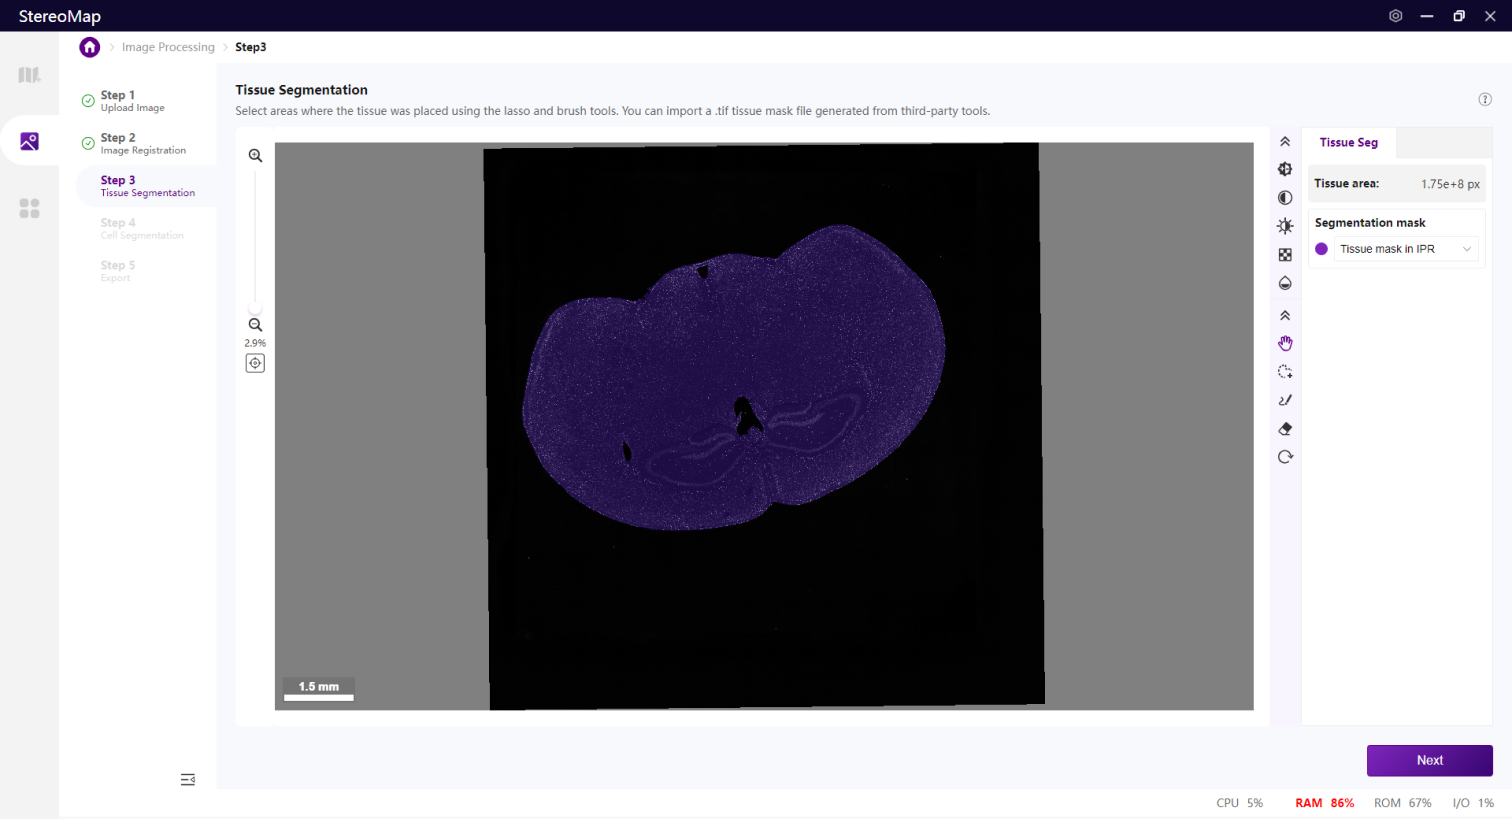 StereoMap
Image Processing
Step3
Step 1
Upload Image
Step 2
Image Registration
Step 3
Tissue Segmentation
Step 4
Cell Segmentation
Step 5
Export
Tissue Segmentation
Select areas where the tissue was placed using the lasso and brush tools. You can import a .tif tissue mask file generated from third-party tools.
2.9%
1.5 mm
Tissue Seg
Tissue area: 1.75e+8 px
Segmentation mask
Tissue mask in IPR
Next
CPU 5% RAM 86% ROM 67% I/O 1%